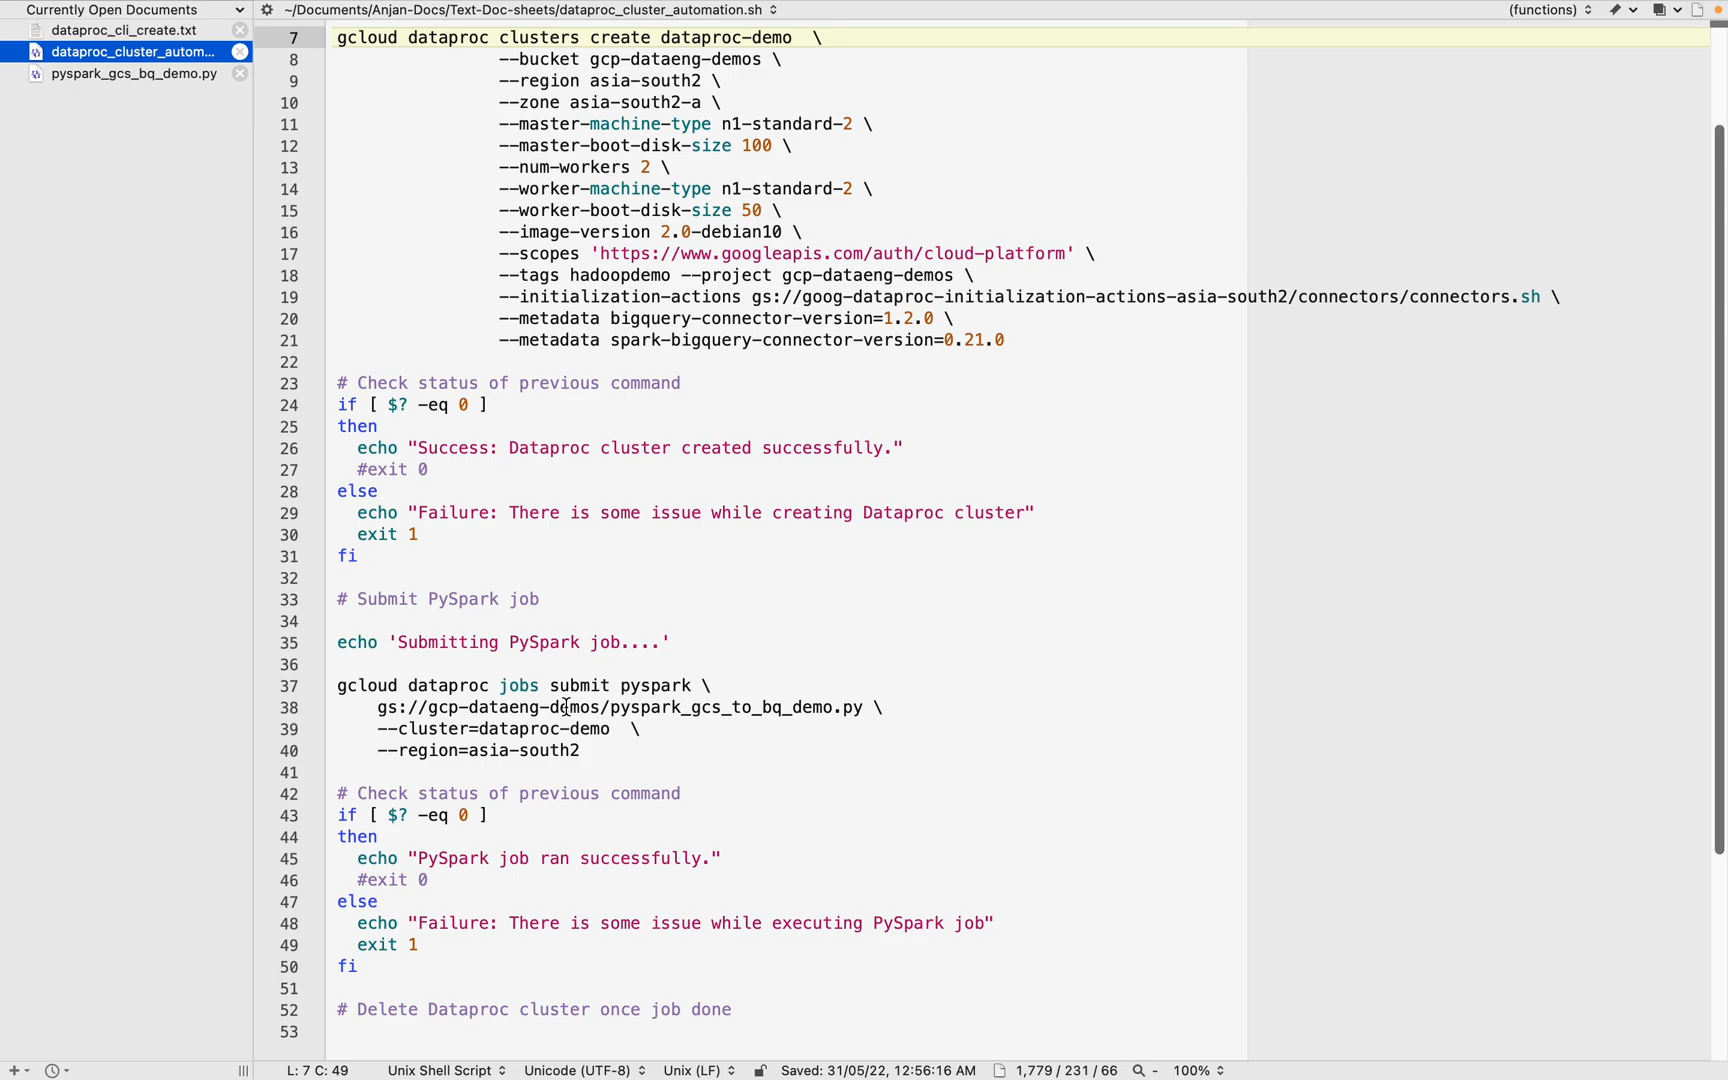 Currently Open Documents
~/Documents/Anjan-Docs/Text-Doc-sheets/dataproc_cluster_automation.sh
(functions)
dataproc_cli_create.txt
dataproc_cluster_autom...
pyspark_gcs_bq_demo.py
7 gcloud dataproc clusters create dataproc-demo \
8 --bucket gcp-dataeng-demos \
9 --region asia-south2 \
10 --zone asia-south2-a \
11 --master-machine-type n1-standard-2 \
12 --master-boot-disk-size 100 \
13 --num-workers 2 \
14 --worker-machine-type n1-standard-2 \
15 --worker-boot-disk-size 50 \
16 --image-version 2.0-debian10 \
17 --scopes 'https://www.googleapis.com/auth/cloud-platform' \
18 --tags hadoopdemo --project gcp-dataeng-demos \
19 --initialization-actions gs://goog-dataproc-initialization-actions-asia-south2/connectors/connectors.sh \
20 --metadata bigquery-connector-version=1.2.0 \
21 --metadata spark-bigquery-connector-version=0.21.0
22
23 # Check status of previous command
24 if [ $? -eq 0 ]
25 then
26 echo "Success: Dataproc cluster created successfully."
27 #exit 0
28 else
29 echo "Failure: There is some issue while creating Dataproc cluster"
30 exit 1
31 fi
32
33 # Submit PySpark job
34
35 echo 'Submitting PySpark job....'
36
37 gcloud dataproc jobs submit pyspark \
38 gs://gcp-dataeng-demos/pyspark_gcs_to_bq_demo.py \
39 --cluster=dataproc-demo \
40 --region=asia-south2
41
42 # Check status of previous command
43 if [ $? -eq 0 ]
44 then
45 echo "PySpark job ran successfully."
46 #exit 0
47 else
48 echo "Failure: There is some issue while executing PySpark job"
49 exit 1
50 fi
51
52 # Delete Dataproc cluster once job done
53
L: 7 C: 49 Unix Shell Script Unicode (UTF-8) Unix (LF) Saved: 31/05/22, 12:56:16 AM 1,779 / 231 / 66 - 100%